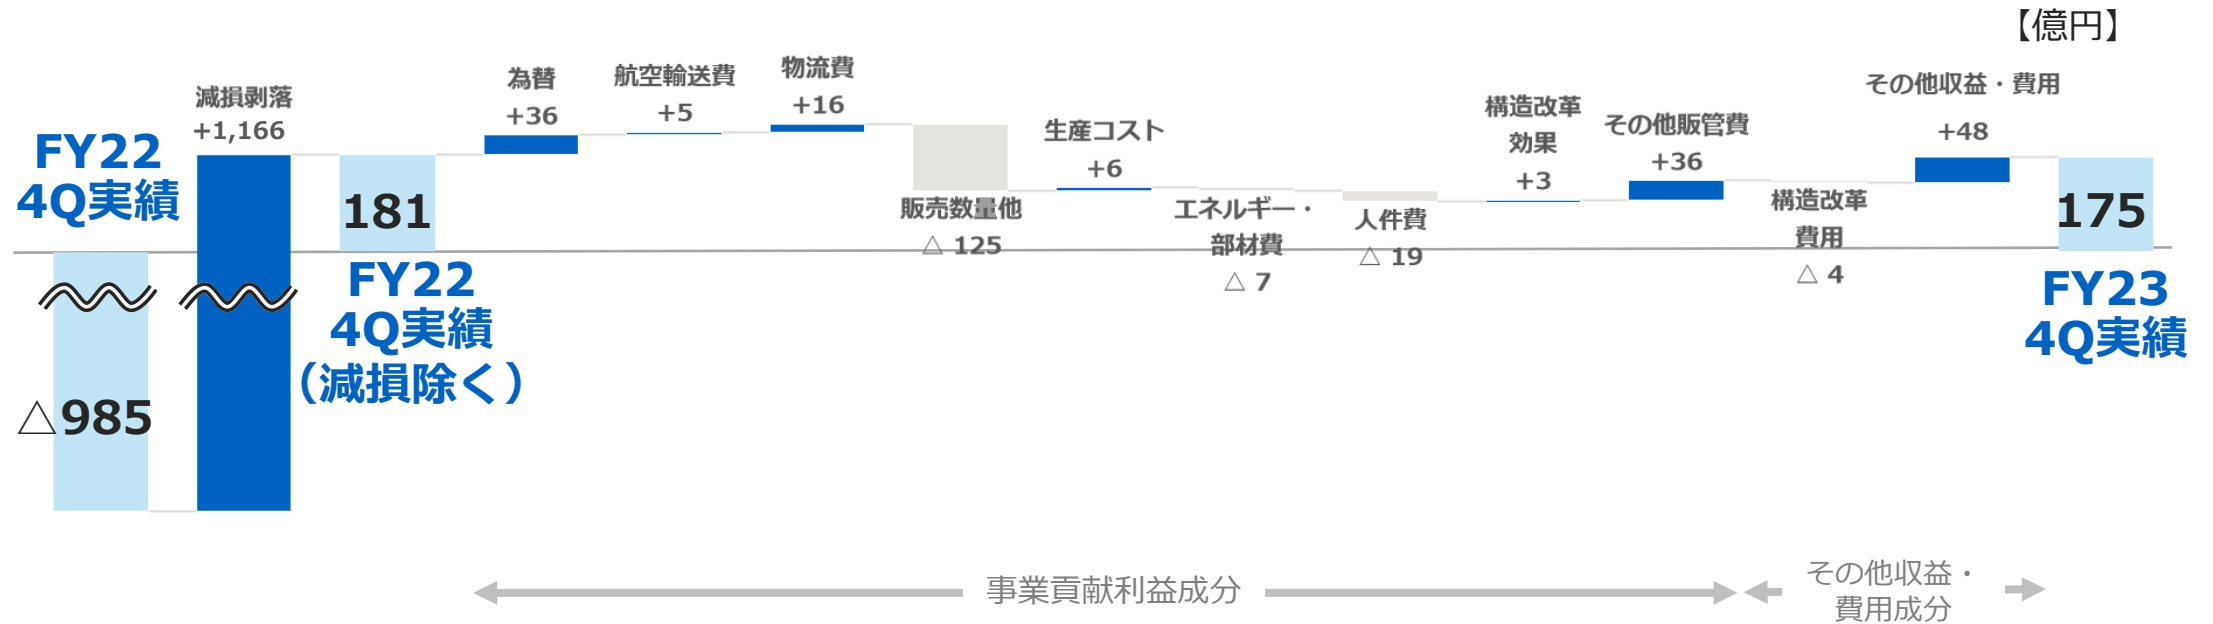 【億円】
FY22
4Q実績
△985
減損剥落
+1,166
181
FY22
4Q実績
（減損除く）
為替
+36
航空輸送費
+5
物流費
+16
販売数量他
△ 125
生産コスト
+6
エネルギー・
部材費
△ 7
人件費
△ 19
構造改革
効果
+3
その他販管費
+36
構造改革
費用
△ 4
その他収益・費用
+48
175
FY23
4Q実績
事業貢献利益成分
その他収益・
費用成分